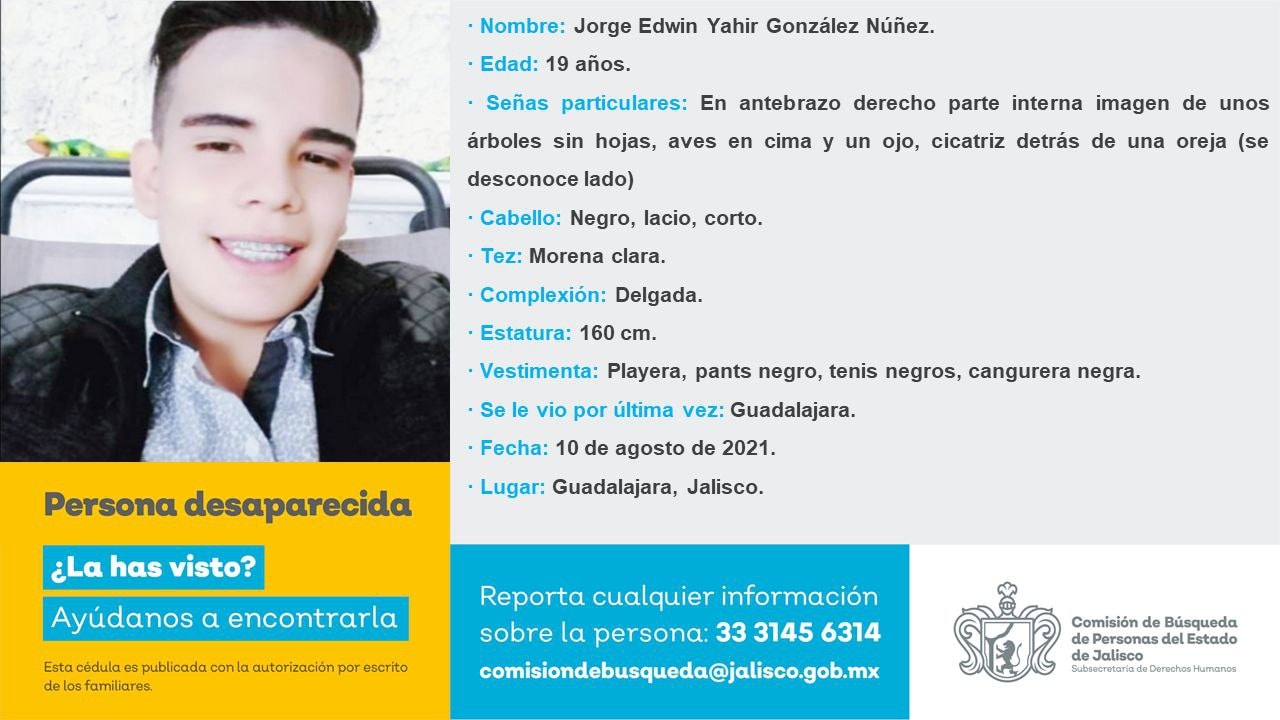 · Nombre: Jorge Edwin Yahir González Núñez.
· Edad: 19 años.
· Señas particulares: En antebrazo derecho parte interna imagen de unos
árboles sin hojas, aves en cima y un ojo, cicatriz detrás de una oreja (se
desconoce lado)
· Cabello: Negro, lacio, corto.
· Tez: Morena clara.
· Complexión: Delgada.
· Estatura: 160 cm.
· Vestimenta: Playera, pants negro, tenis negros, cangurera negra.
· Se le vio por última vez: Guadalajara.
· Fecha: 10 de agosto de 2021.
· Lugar: Guadalajara, Jalisco.
Persona desaparecida
¿La has visto?
Ayúdanos a encontrarla
Esta cédula es publicada con la autorización por escrito
de los familiares.
Reporta cualquier información
sobre la persona: 33 3145 6314
comisiondebusqueda@jalisco.gob.mx
Comisión de Búsqueda
de Personas del Estado
de Jalisco
Subsecretaría de Derechos Humanos